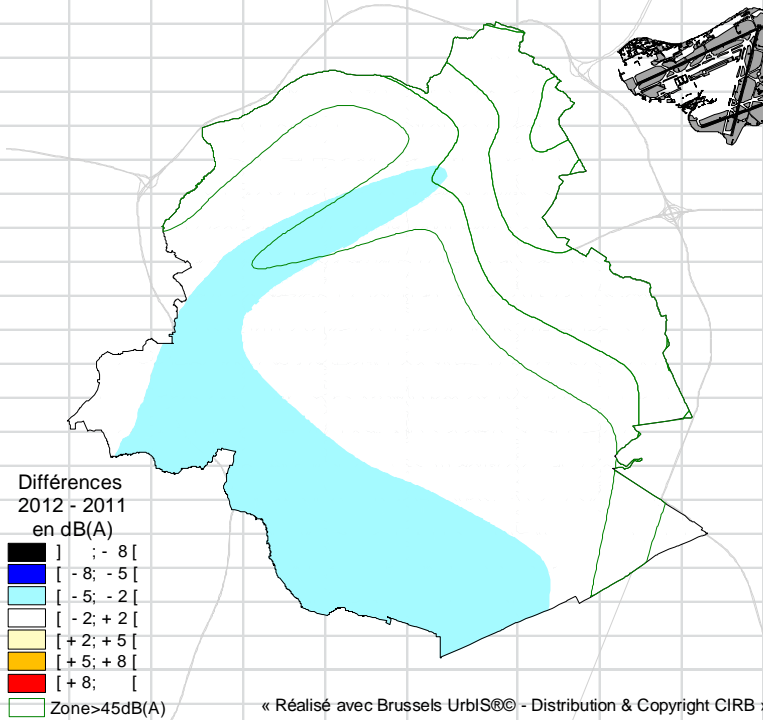 Différences
2012 - 2011
en dB(A)
] ; - 8 [
[ - 8; - 5 [
[ - 5; - 2 [
[ - 2; + 2 [
[ + 2; + 5 [
[ + 5; + 8 [
[ + 8; [
Zone>45dB(A)
« Réalisé avec Brussels UrbIS®© - Distribution & Copyright CIRB »